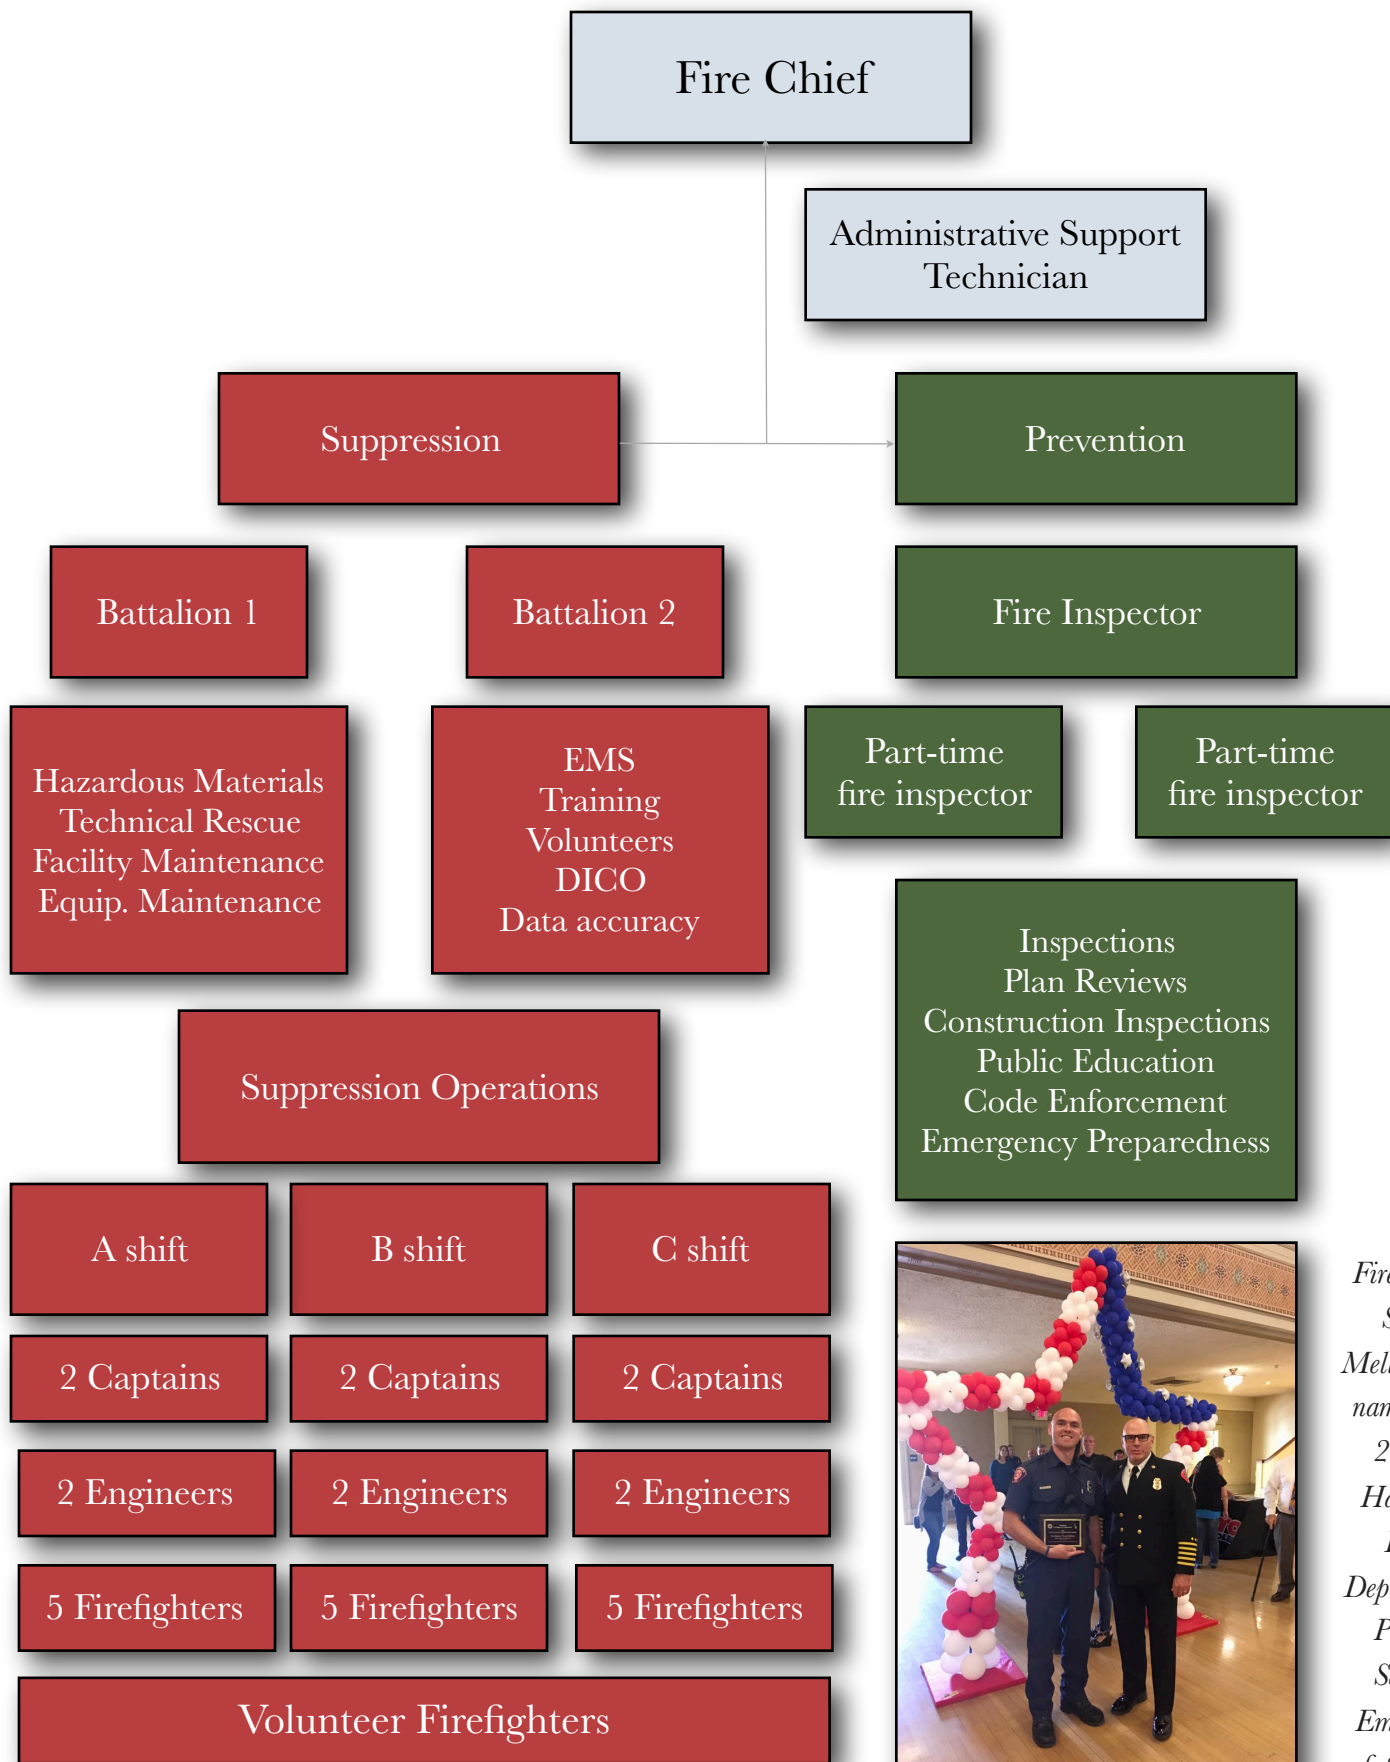 Fire Chief
Administrative Support
Technician
Suppression
Prevention
Battalion 1
Battalion 2
Fire Inspector
Hazardous Materials
Technical Rescue
Facility Maintenance
Equip. Maintenance
EMS
Training
Volunteers
DICO
Data accuracy
Part-time
fire inspector
Part-time
fire inspector
Inspections
Plan Reviews
Construction Inspections
Public Education
Code Enforcement
Emergency Preparedness
Suppression Operations
A shift
B shift
C shift
2 Captains
2 Captains
2 Captains
2 Engineers
2 Engineers
2 Engineers
5 Firefighters
5 Firefighters
5 Firefighters
Volunteer Firefighters
Fire